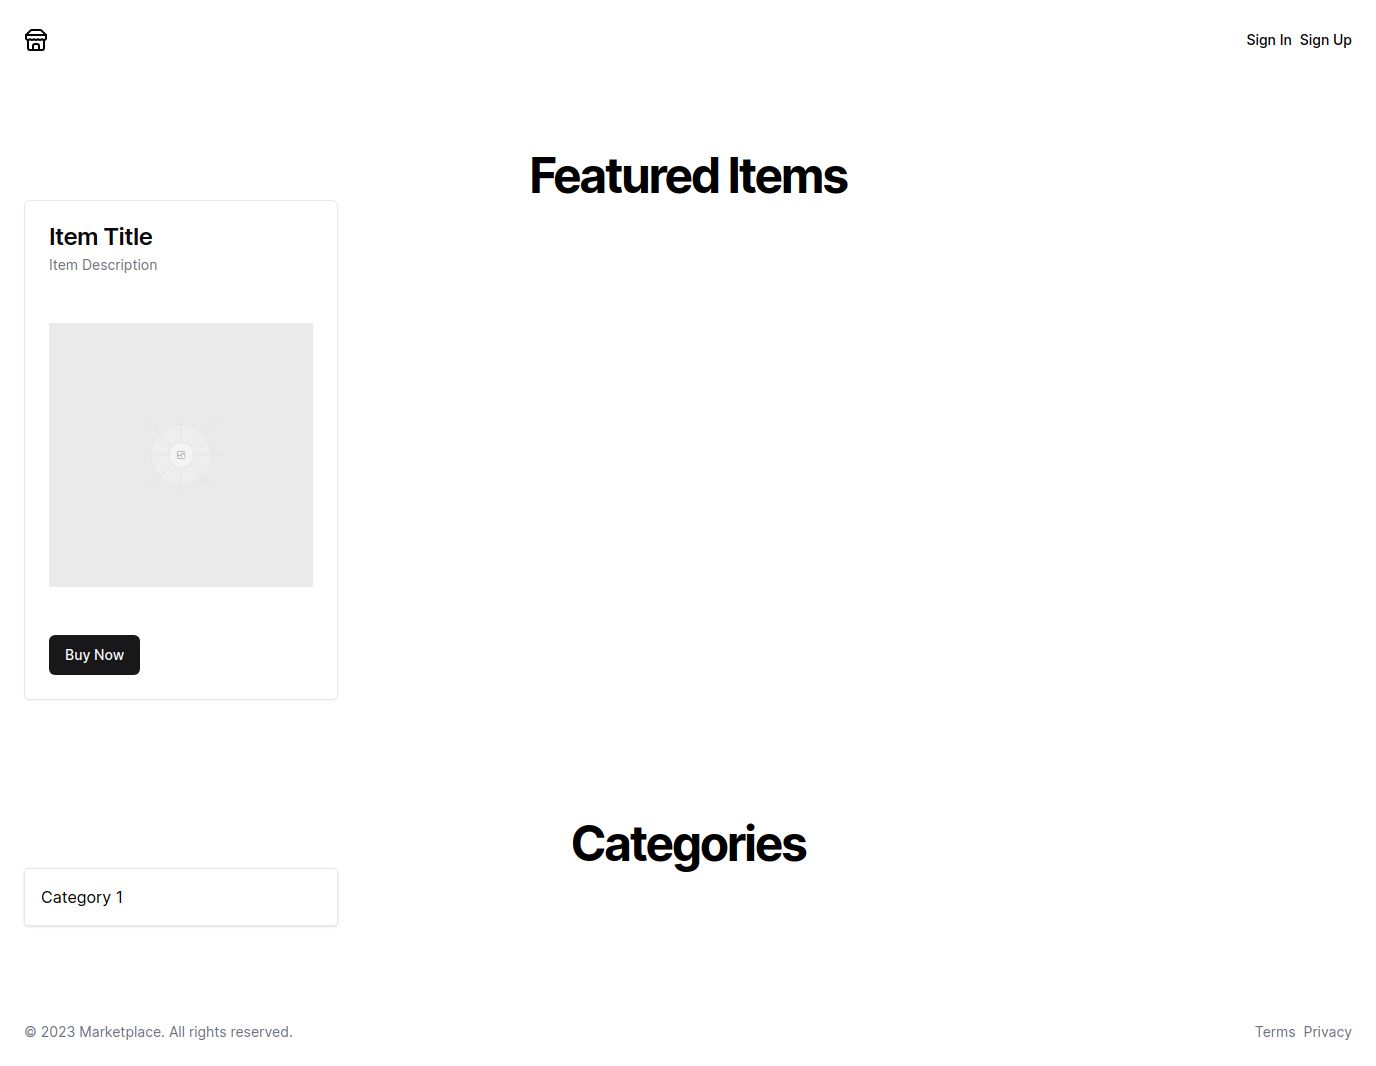 Sign In Sign Up
Featured Items
Item Title
Item Description
Buy Now
Categories
Category 1
© 2023 Marketplace. All rights reserved.
Terms Privacy